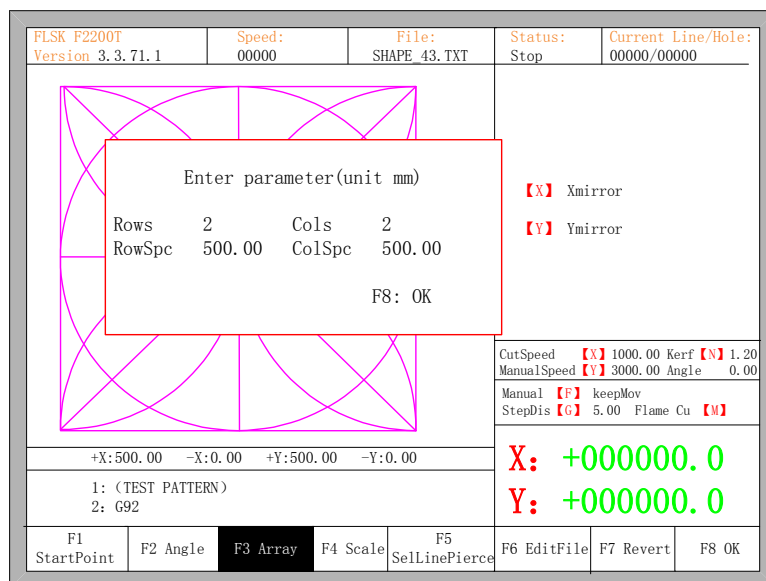 FLSK F2200T Speed: File: Status: Current Line/Hole:
Version 3.3.71.1 00000 SHAPE_43.TXT Stop 00000/00000
Enter parameter(unit mm)
Rows 2 Cols 2
RowSpc 500.00 ColSpc 500.00
F8: OK
【X】 Xmirror
【Y】 Ymirror
CutSpeed 【X】 1000.00 Kerf 【N】 1.20
ManualSpeed 【Y】 3000.00 Angle 0.00
Manual 【F】 keepMov
StepDis 【G】 5.00 Flame Cu 【M】
+X:500.00 -X:0.00 +Y:500.00 -Y:0.00
1: (TEST PATTERN)
2: G92
X: +000000.0
Y: +000000.0
F1 StartPoint
F2 Angle
F3 Array
F4 Scale
F5 SelLinePierce
F6 EditFile
F7 Revert
F8 OK